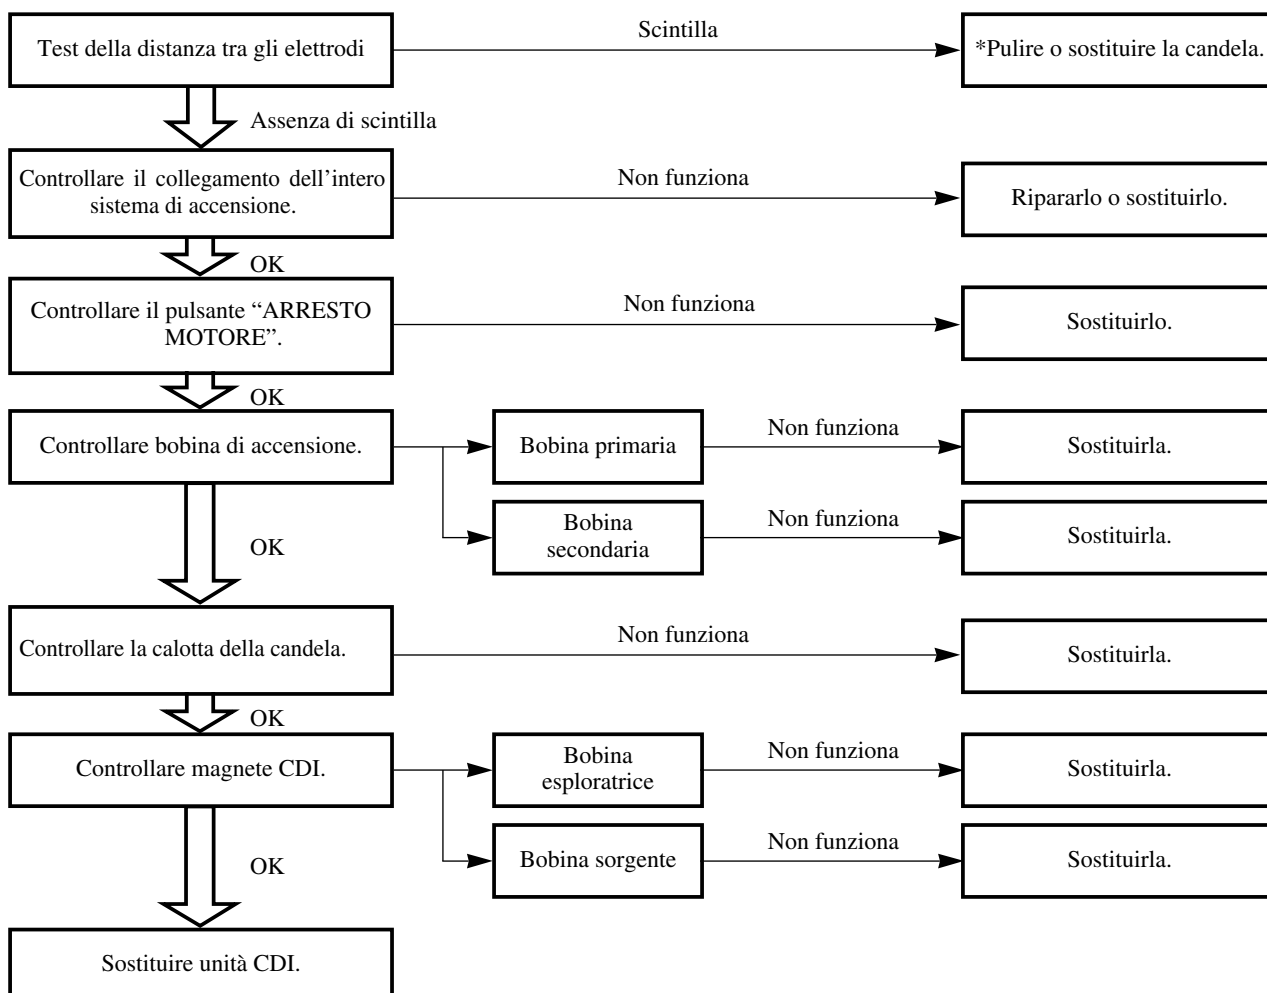 Test della distanza tra gli elettrodi
Scintilla
*Pulire o sostituire la candela.
Assenza di scintilla
Controllare il collegamento dell’intero
sistema di accensione.
Non funziona
Ripararlo o sostituirlo.
OK
Controllare il pulsante “ARRESTO
MOTORE”.
Non funziona
Sostituirlo.
OK
Controllare bobina di accensione.
Bobina primaria
Non funziona
Sostituirla.
Bobina
secondaria
Non funziona
Sostituirla.
OK
Controllare la calotta della candela.
Non funziona
Sostituirla.
OK
Controllare magnete CDI.
Bobina
esploratrice
Non funziona
Sostituirla.
Bobina sorgente
Non funziona
Sostituirla.
OK
Sostituire unità CDI.